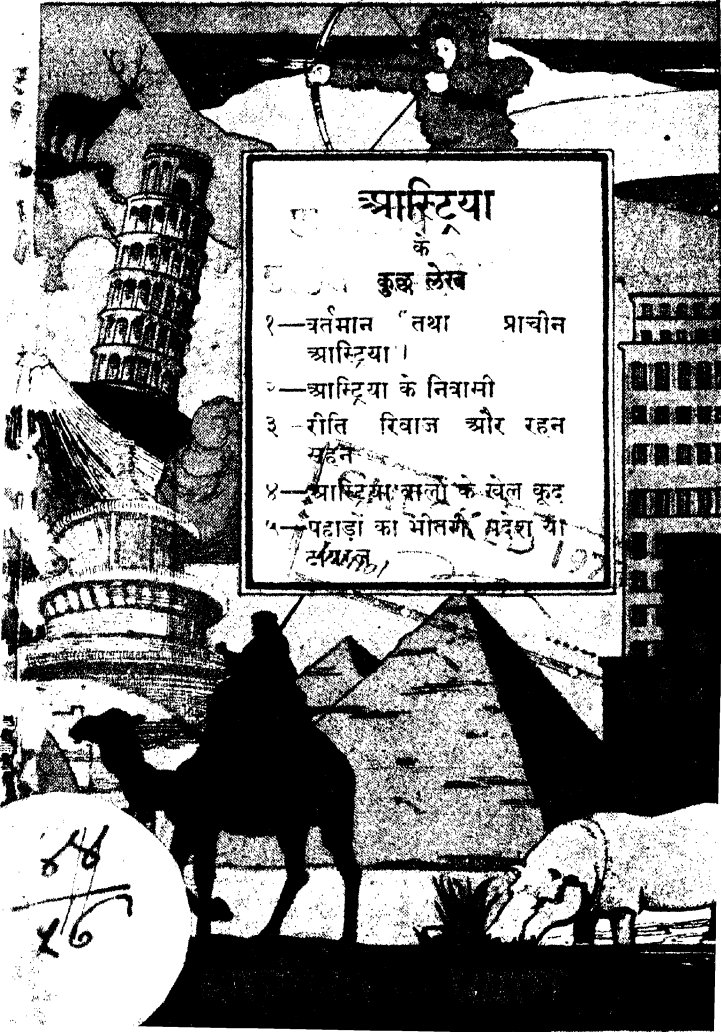 आस्ट्रिया
के
कुछ लेख
१—वर्तमान तथा प्राचीन
आस्ट्रिया ।
२—आस्ट्रिया के निवासी
३—रीति रिवाज और रहन
सहन
४—आस्ट्रिया वालों के खेल कूद
५—पहाड़ों का भीतरी प्रदेश या